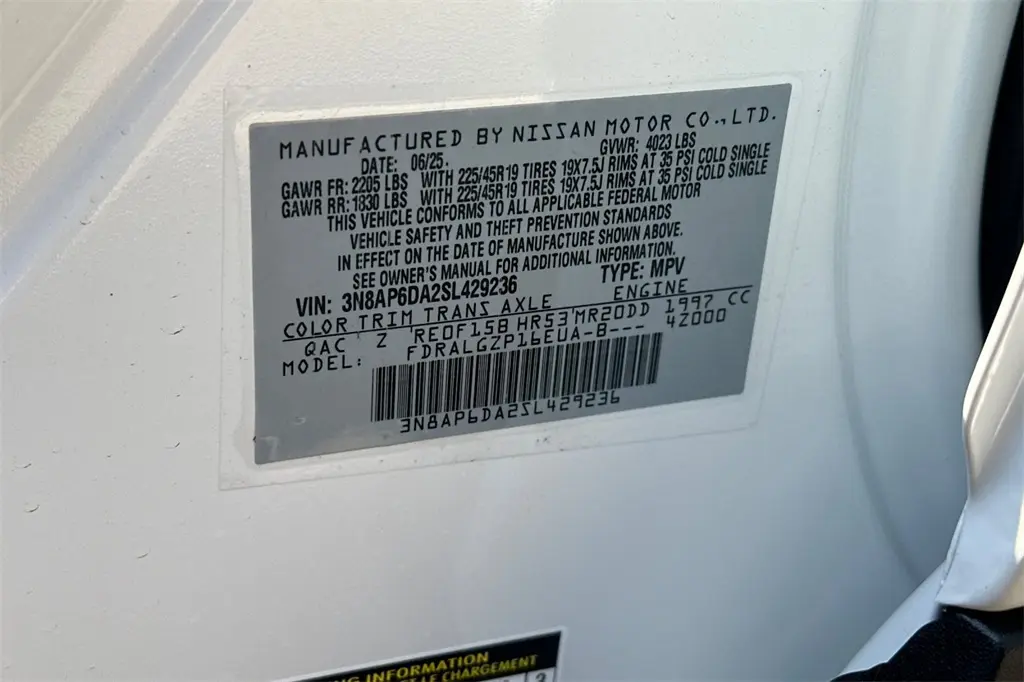 MANUFACTURED BY NISSAN MOTOR CO.,LTD.
DATE: 06/25. GVWR: 4023 LBS
GAWR FR: 2205 LBS WITH 225/45R19 TIRES 19X7.5J RIMS AT 35 PSI COLD SINGLE
GAWR RR: 1830 LBS WITH 225/45R19 TIRES 19X7.5J RIMS AT 35 PSI COLD SINGLE
THIS VEHICLE CONFORMS TO ALL APPLICABLE FEDERAL MOTOR
VEHICLE SAFETY AND THEFT PREVENTION STANDARDS
IN EFFECT ON THE DATE OF MANUFACTURE SHOWN ABOVE.
SEE OWNER'S MANUAL FOR ADDITIONAL INFORMATION.
VIN: 3N8AP6DA2SL429236 TYPE: MPV
COLOR TRIM TRANS AXLE ENGINE
QAC Z RE0F15B HR53 MR20DD 1997 CC
MODEL: FDRALGZP16EUA-B--- 4Z000
3N8AP6DA2SL429236
INFORMATION
LE CHARGEMENT
3